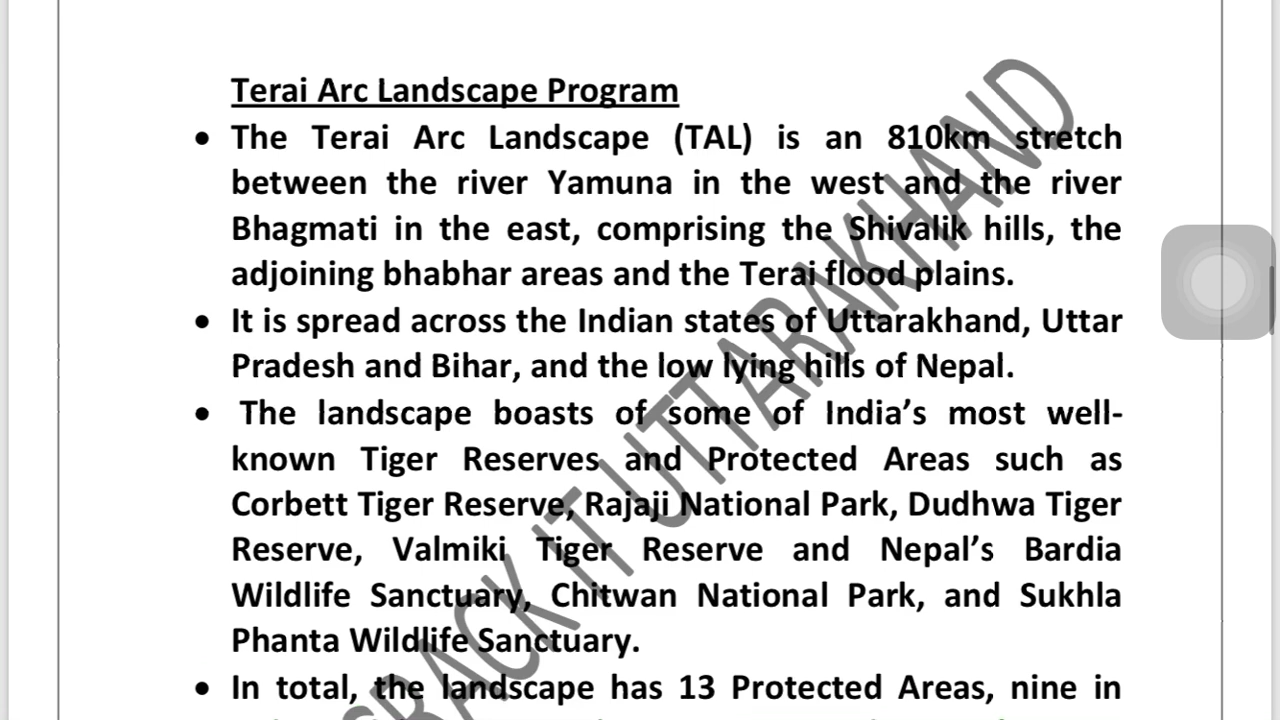 Terai Arc Landscape Program
• The Terai Arc Landscape (TAL) is an 810km stretch
between the river Yamuna in the west and the river
Bhagmati in the east, comprising the Shivalik hills, the
adjoining bhabhar areas and the Terai flood plains.
• It is spread across the Indian states of Uttarakhand, Uttar
Pradesh and Bihar, and the low lying hills of Nepal.
• The landscape boasts of some of India's most well-
known Tiger Reserves and Protected Areas such as
Corbett Tiger Reserve, Rajaji National Park, Dudhwa Tiger
Reserve, Valmiki Tiger Reserve and Nepal's Bardia
Wildlife Sanctuary, Chitwan National Park, and Sukhla
Phanta Wildlife Sanctuary.
• In total, the landscape has 13 Protected Areas, nine in
CRACK IT UTTARAKHAND